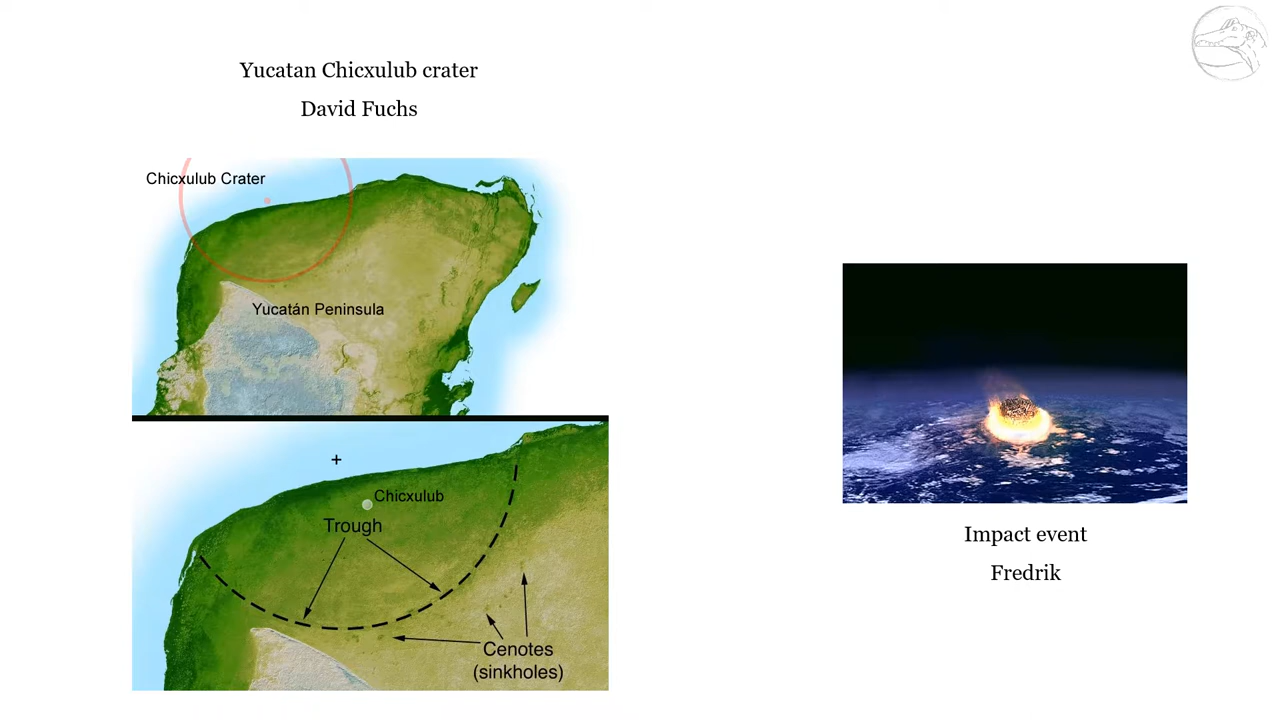 Yucatan Chicxulub crater
David Fuchs
Chicxulub Crater
Yucatán Peninsula
+
Chicxulub
Trough
Cenotes
(sinkholes)
Impact event
Fredrik